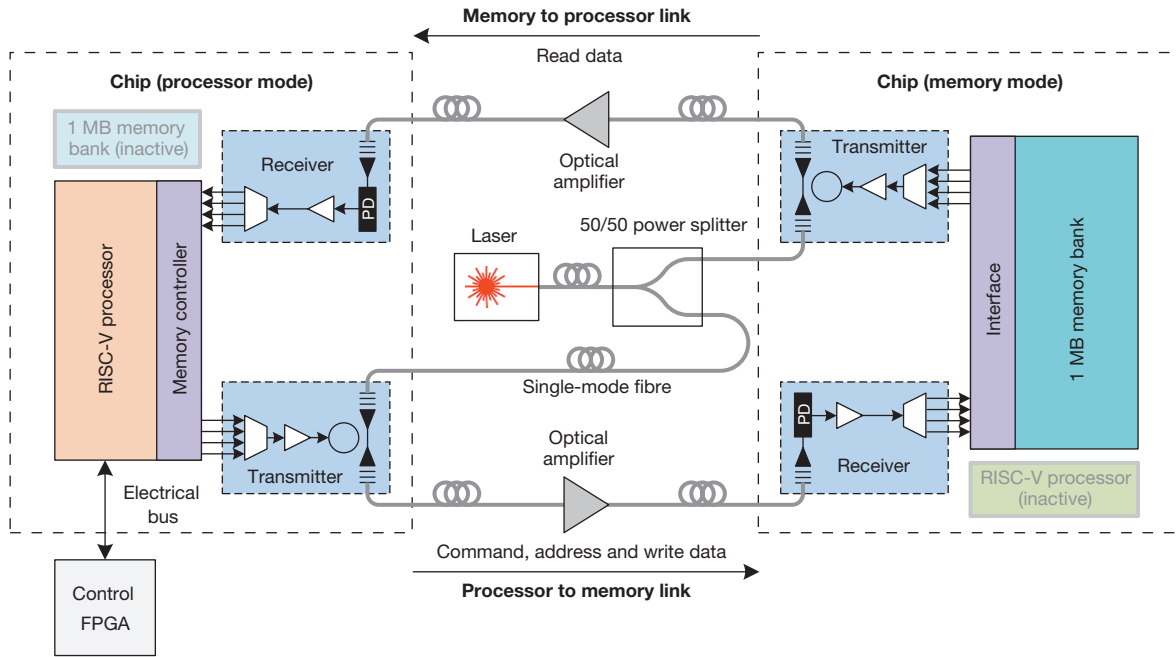 Memory to processor link
Read data
Chip (processor mode)
Chip (memory mode)
1 MB memory
bank (inactive)
Receiver
PD
Optical
amplifier
Transmitter
RISC-V processor
Memory controller
Laser
50/50 power splitter
Interface
1 MB memory bank
Single-mode fibre
Transmitter
Optical
amplifier
PD
Receiver
RISC-V processor
(inactive)
Electrical
bus
Command, address and write data
Processor to memory link
Control
FPGA